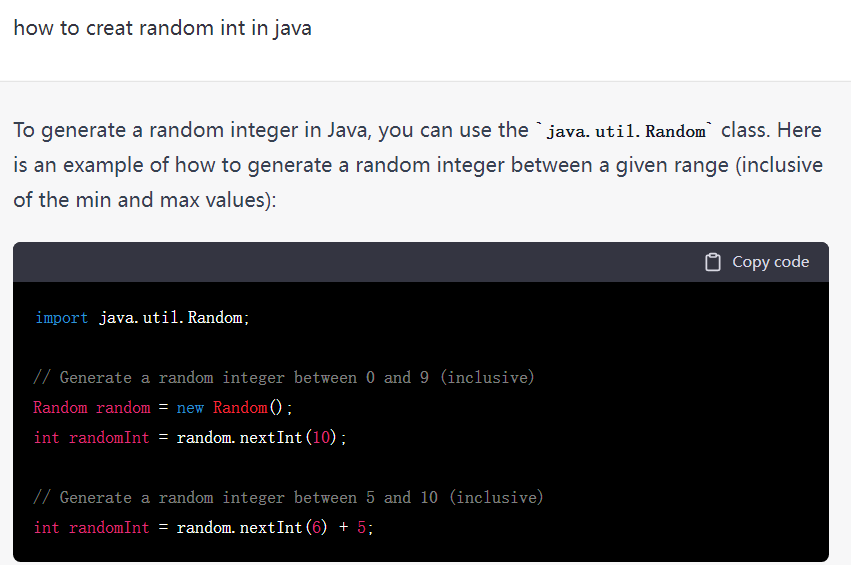 how to creat random int in java
To generate a random integer in Java, you can use the `java.util.Random` class. Here
is an example of how to generate a random integer between a given range (inclusive
of the min and max values):
Copy code
import java.util.Random;
// Generate a random integer between 0 and 9 (inclusive)
Random random = new Random();
int randomInt = random.nextInt(10);
// Generate a random integer between 5 and 10 (inclusive)
int randomInt = random.nextInt(6) + 5;